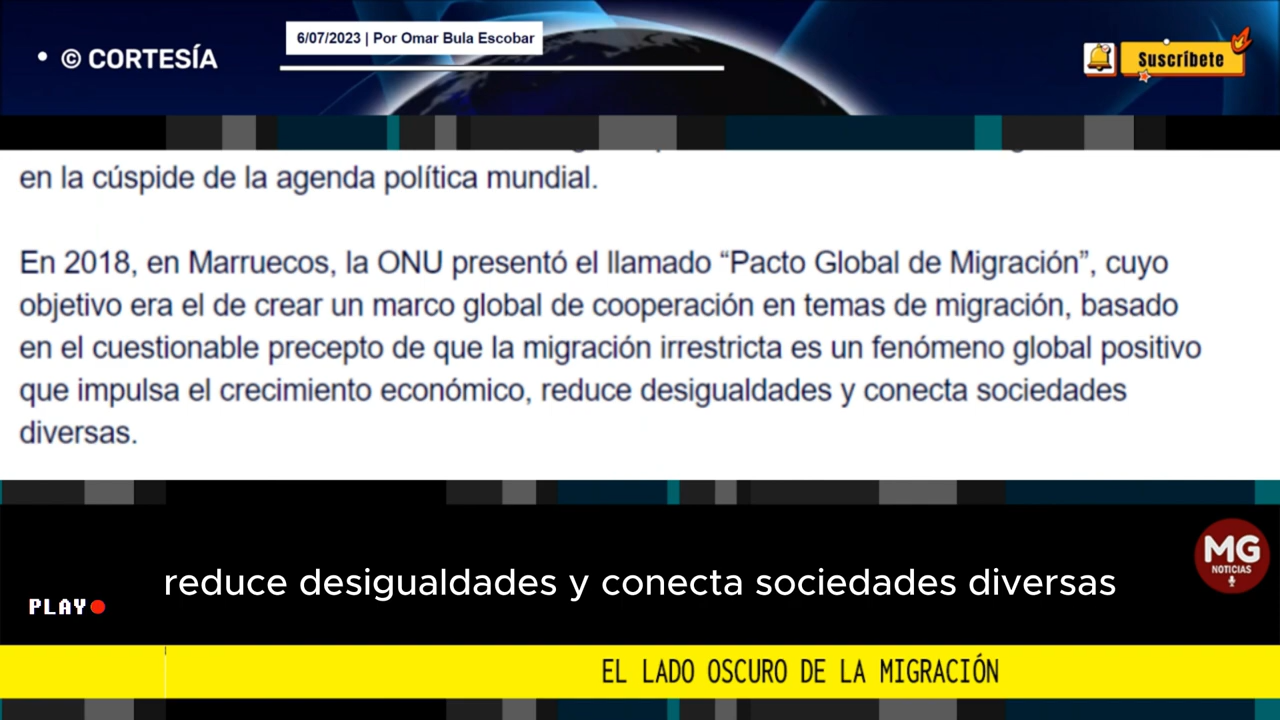 6/07/2023 | Por Omar Bula Escobar
• © CORTESÍA
Suscríbete
en la cúspide de la agenda política mundial.
En 2018, en Marruecos, la ONU presentó el llamado “Pacto Global de Migración”, cuyo
objetivo era el de crear un marco global de cooperación en temas de migración, basado
en el cuestionable precepto de que la migración irrestricta es un fenómeno global positivo
que impulsa el crecimiento económico, reduce desigualdades y conecta sociedades
diversas.
MG
NOTICIAS
reduce desigualdades y conecta sociedades diversas
PLAY
EL LADO OSCURO DE LA MIGRACIÓN